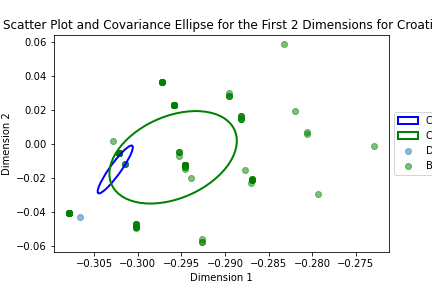 Scatter Plot and Covariance Ellipse for the First 2 Dimensions for Croati
0.06
0.04
0.02
0.00
−0.02
−0.04
−0.06
Dimension 2
−0.305 −0.300 −0.295 −0.290 −0.285 −0.280 −0.275
Dimension 1
C
C
D
B